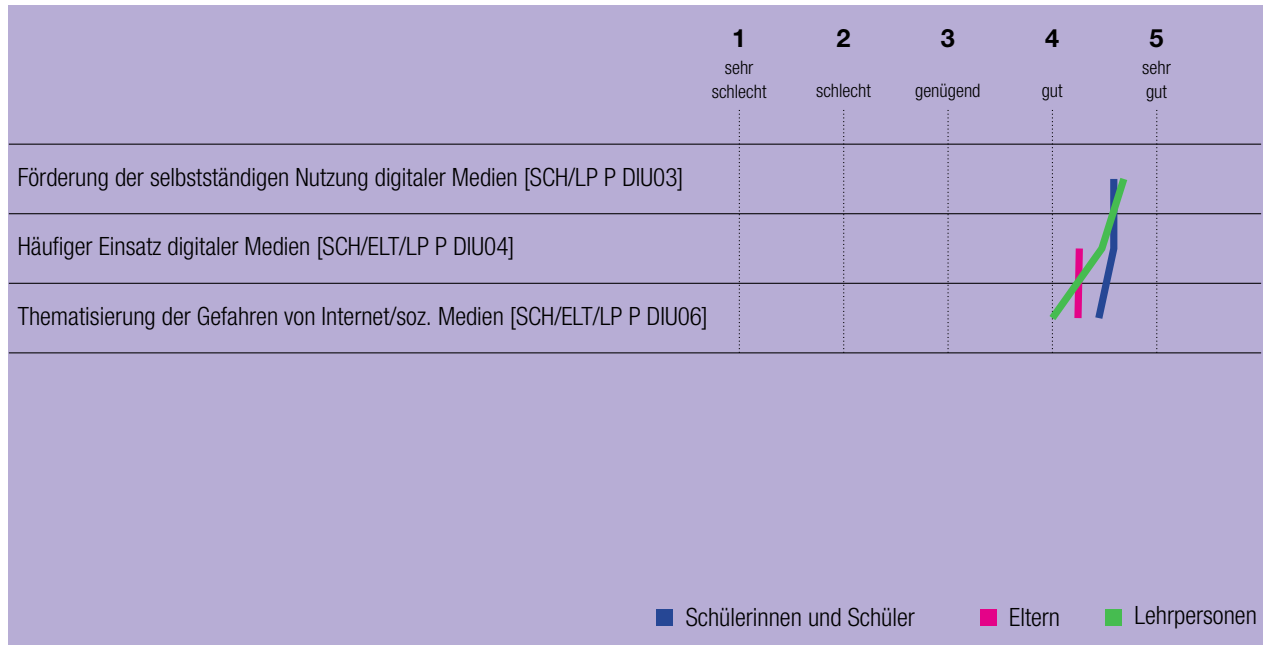 1 2 3 4 5
sehr schlecht schlecht genügend gut sehr gut
Förderung der selbstständigen Nutzung digitaler Medien [SCH/LP P DIU03]
Häufiger Einsatz digitaler Medien [SCH/ELT/LP P DIU04]
Thematisierung der Gefahren von Internet/soz. Medien [SCH/ELT/LP P DIU06]
Schülerinnen und Schüler Eltern Lehrpersonen